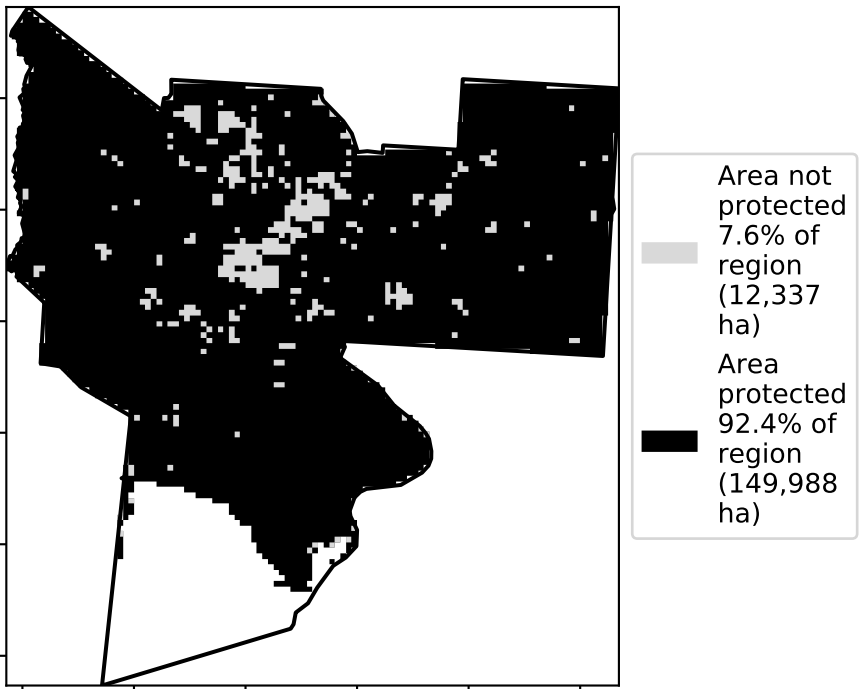 Area not
protected
7.6% of
region
(12,337
ha)
Area
protected
92.4% of
region
(149,988
ha)